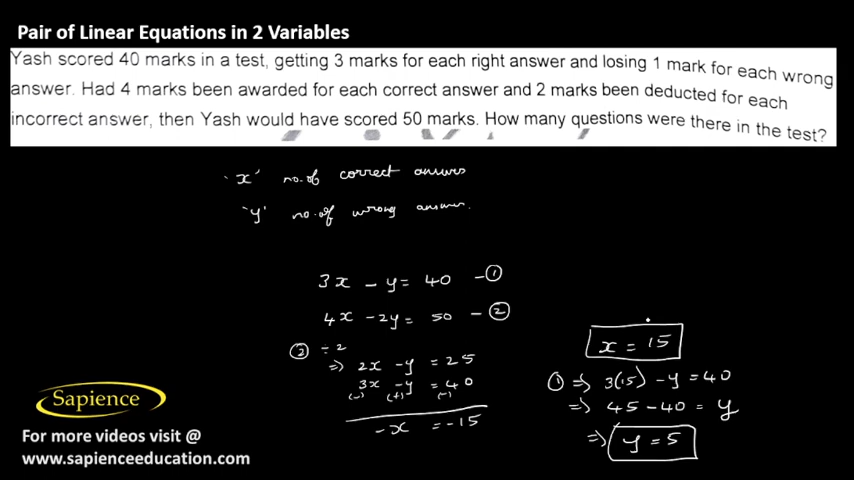 Pair of Linear Equations in 2 Variables
Yash scored 40 marks in a test, getting 3 marks for each right answer and losing 1 mark for each wrong
answer. Had 4 marks been awarded for each correct answer and 2 marks been deducted for each
incorrect answer, then Yash would have scored 50 marks. How many questions were there in the test?
'x' no. of correct answers
'y' no. of wrong answer.
3x - y = 40 - ①
4x - 2y = 50 - ②
② ÷ 2
⇒ 2x - y = 25
3x - y = 40
(-) (+) (-)
-x = -15
x = 15
① ⇒ 3(15) - y = 40
⇒ 45 - 40 = y
⇒ y = 5
Sapience
For more videos visit @
www.sapienceeducation.com